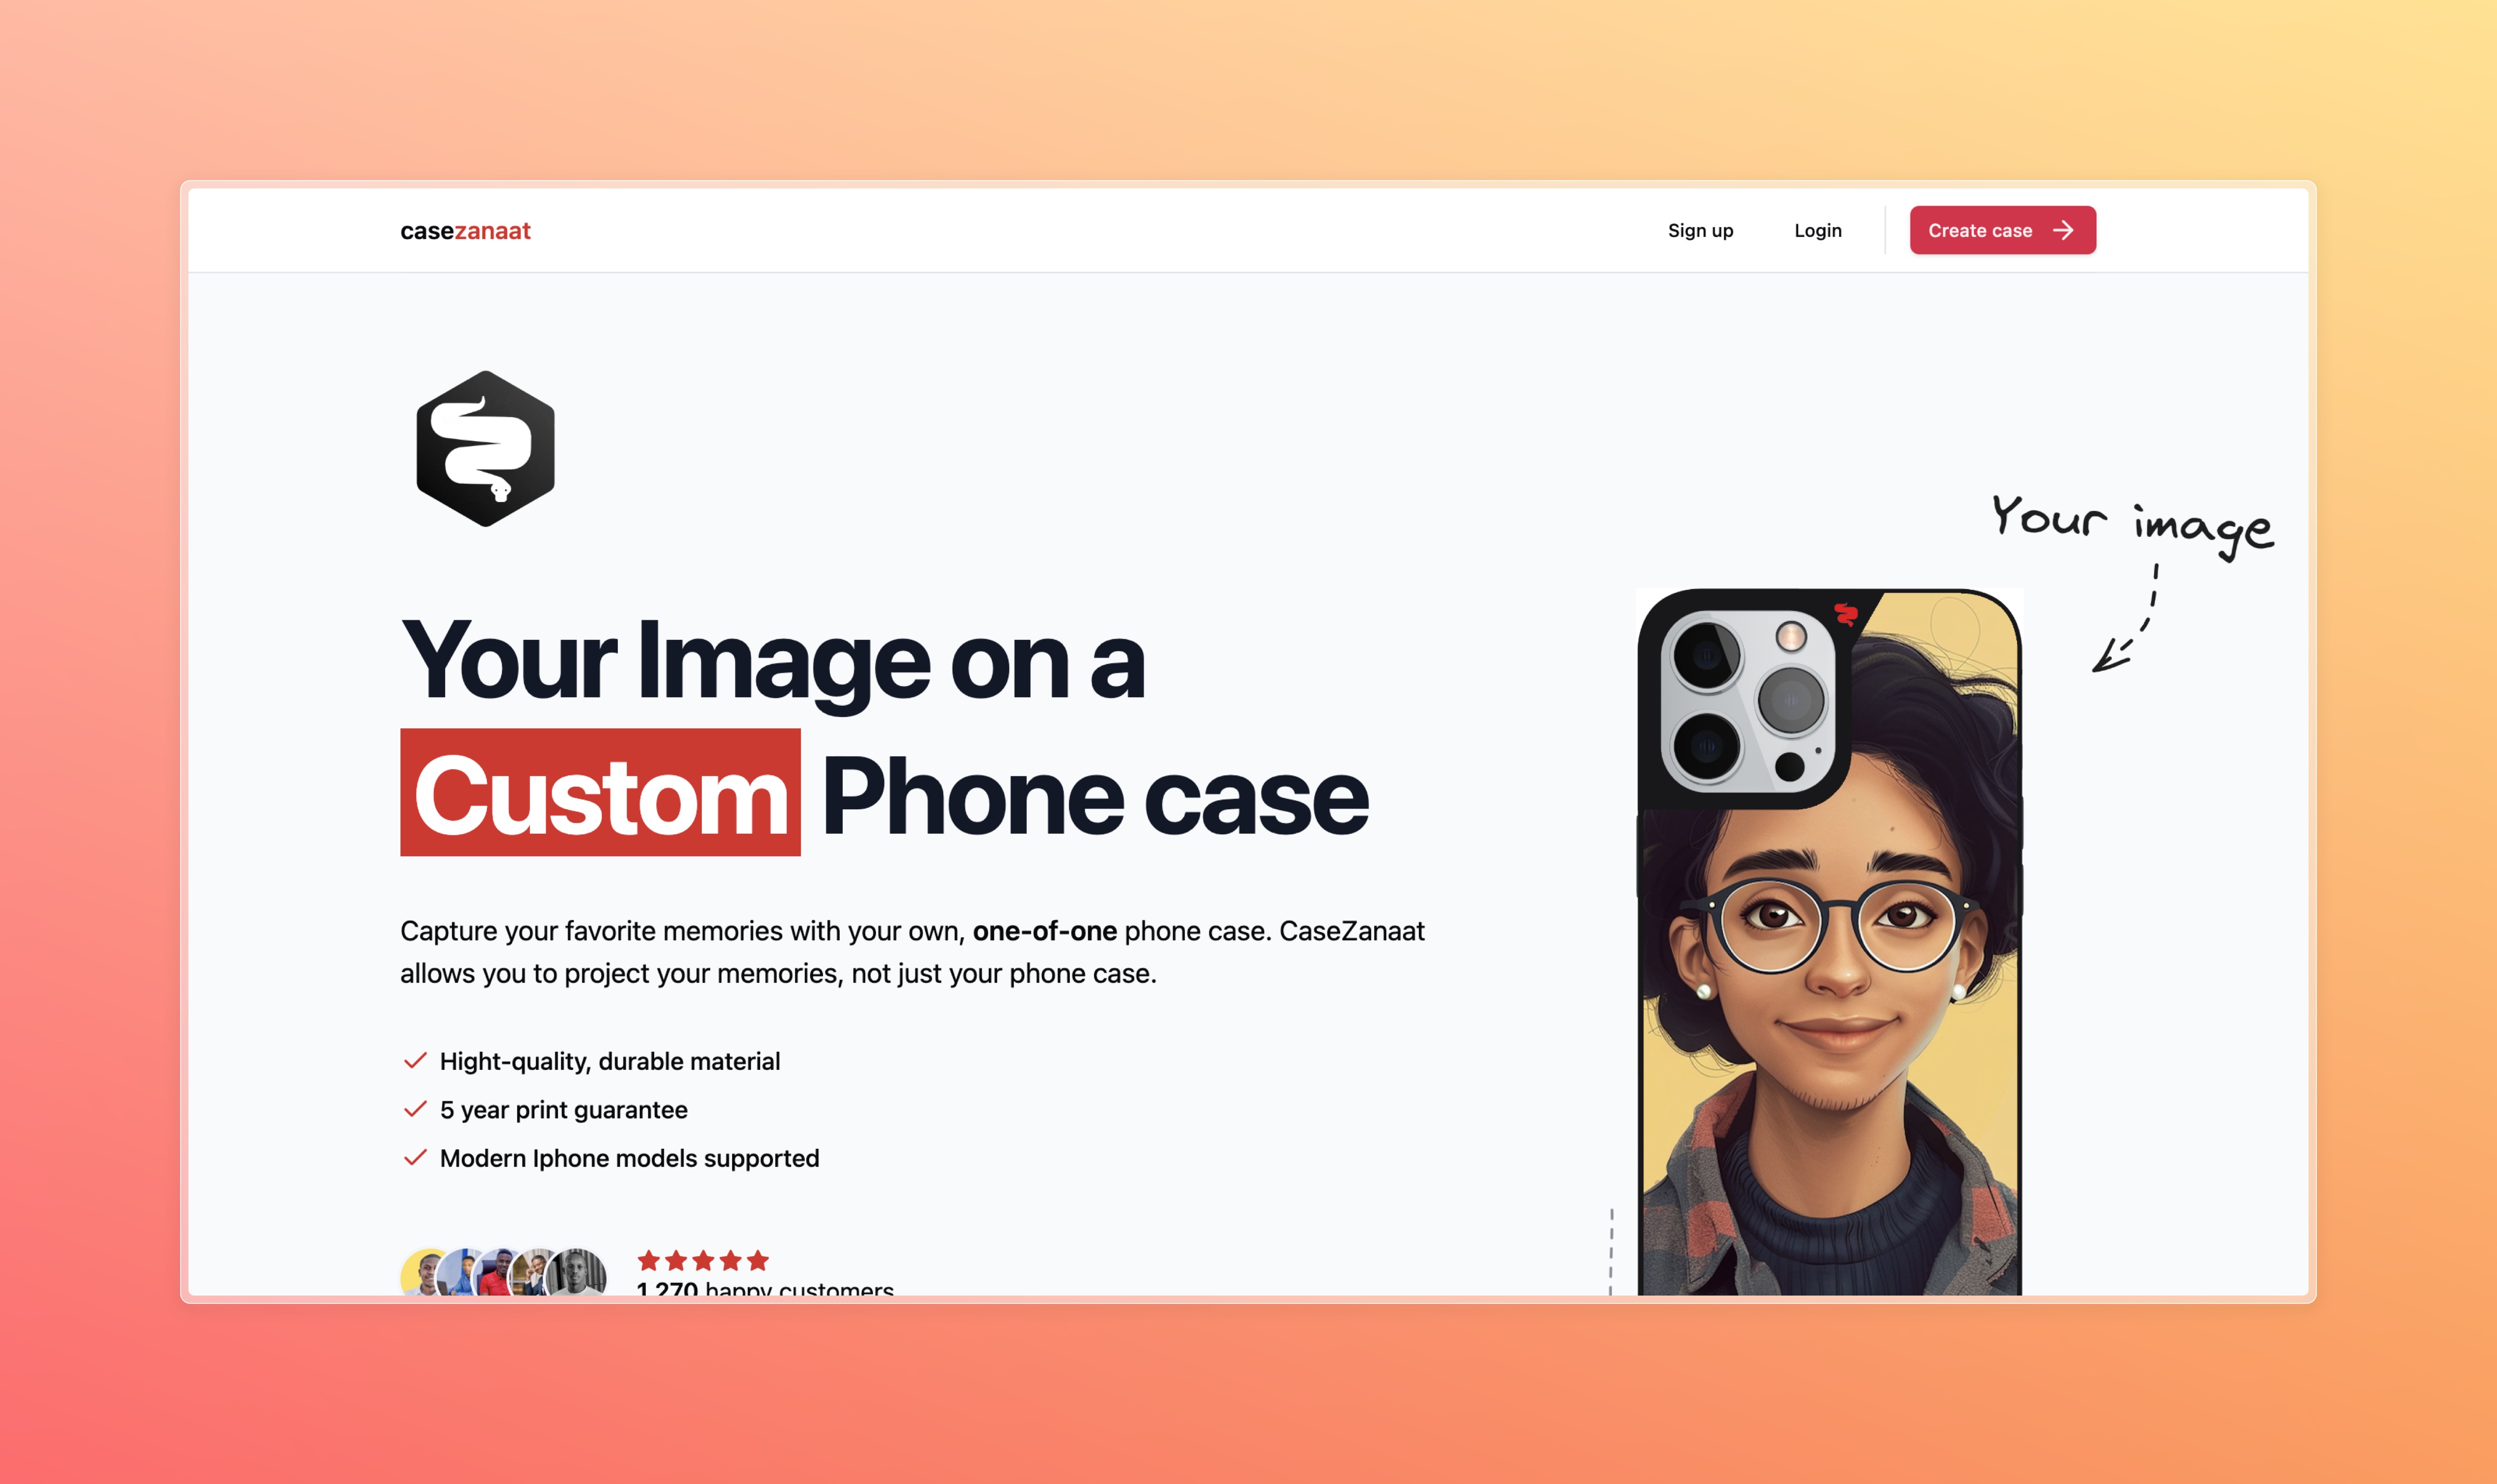 casezanaat
Sign up
Login
Create case
Your image
Your Image on a
Custom Phone case
Capture your favorite memories with your own, one-of-one phone case. CaseZanaat
allows you to project your memories, not just your phone case.
Hight-quality, durable material
5 year print guarantee
Modern Iphone models supported
1.270 happy customers